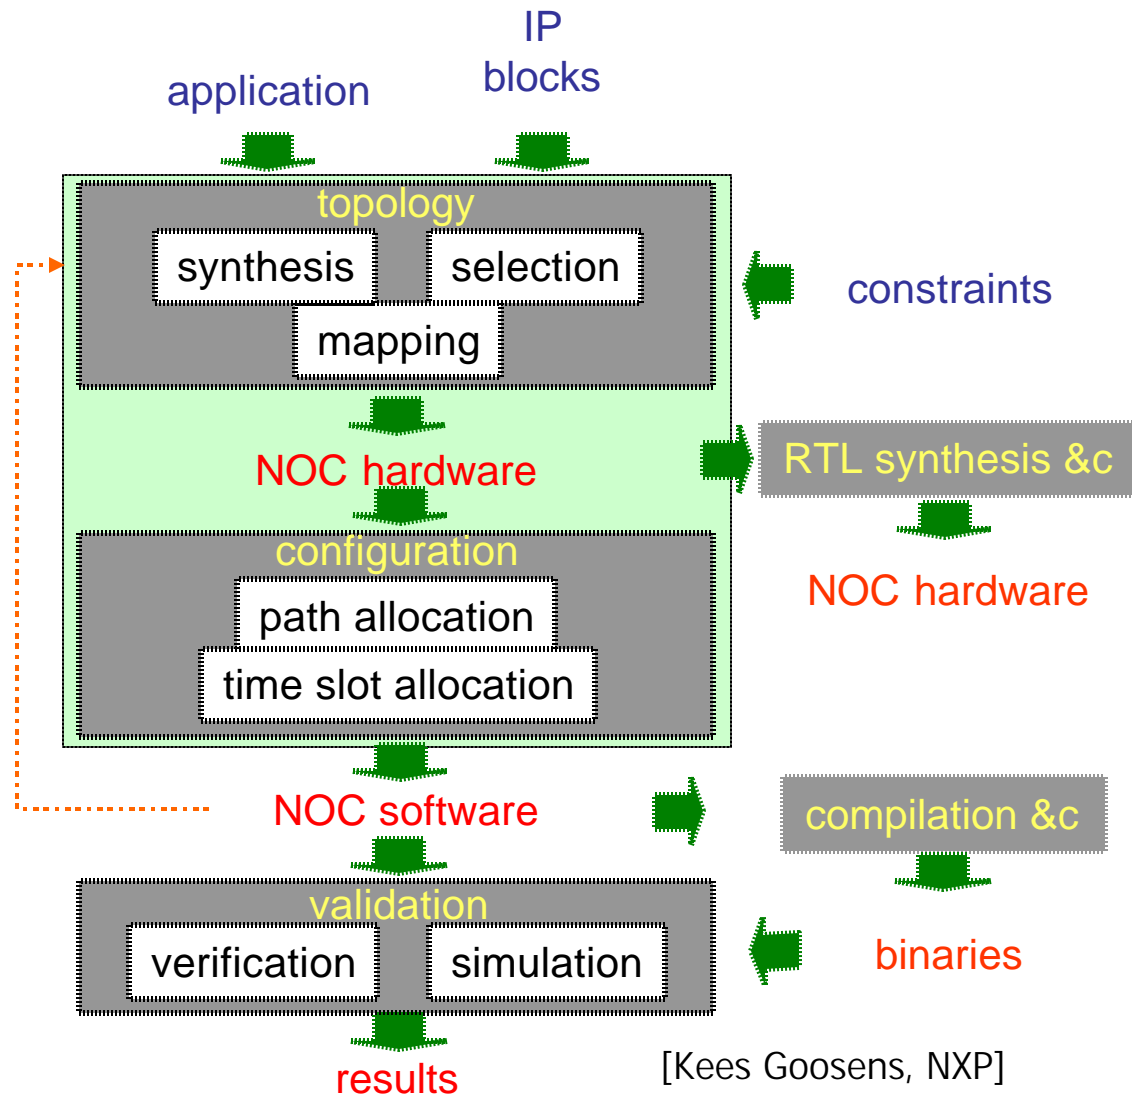 IP
blocks
application
topology
synthesis
selection
mapping
constraints
NOC hardware
RTL synthesis &c
configuration
path allocation
time slot allocation
NOC hardware
NOC software
compilation &c
validation
verification
simulation
binaries
results
[Kees Goosens, NXP]